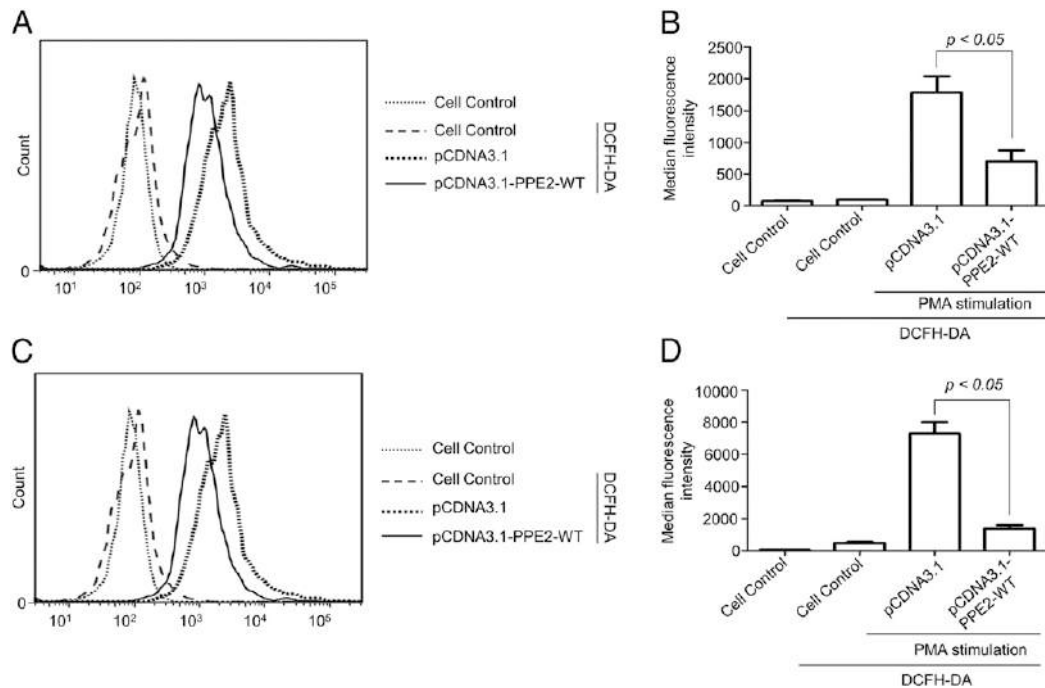 A
Count
0
10¹ 10² 10³ 10⁴ 10⁵
Cell Control
Cell Control
pCDNA3.1
pCDNA3.1-PPE2-WT
DCFH-DA
B
p < 0.05
Median fluorescence
intensity
2500
2000
1500
1000
500
0
Cell Control
Cell Control
pCDNA3.1
pCDNA3.1-
PPE2-WT
PMA stimulation
DCFH-DA
C
Count
0
10¹ 10² 10³ 10⁴ 10⁵
Cell Control
Cell Control
pCDNA3.1
pCDNA3.1-PPE2-WT
DCFH-DA
D
p < 0.05
Median fluorescence
intensity
10000
8000
6000
4000
2000
0
Cell Control
Cell Control
pCDNA3.1
pCDNA3.1-
PPE2-WT
PMA stimulation
DCFH-DA